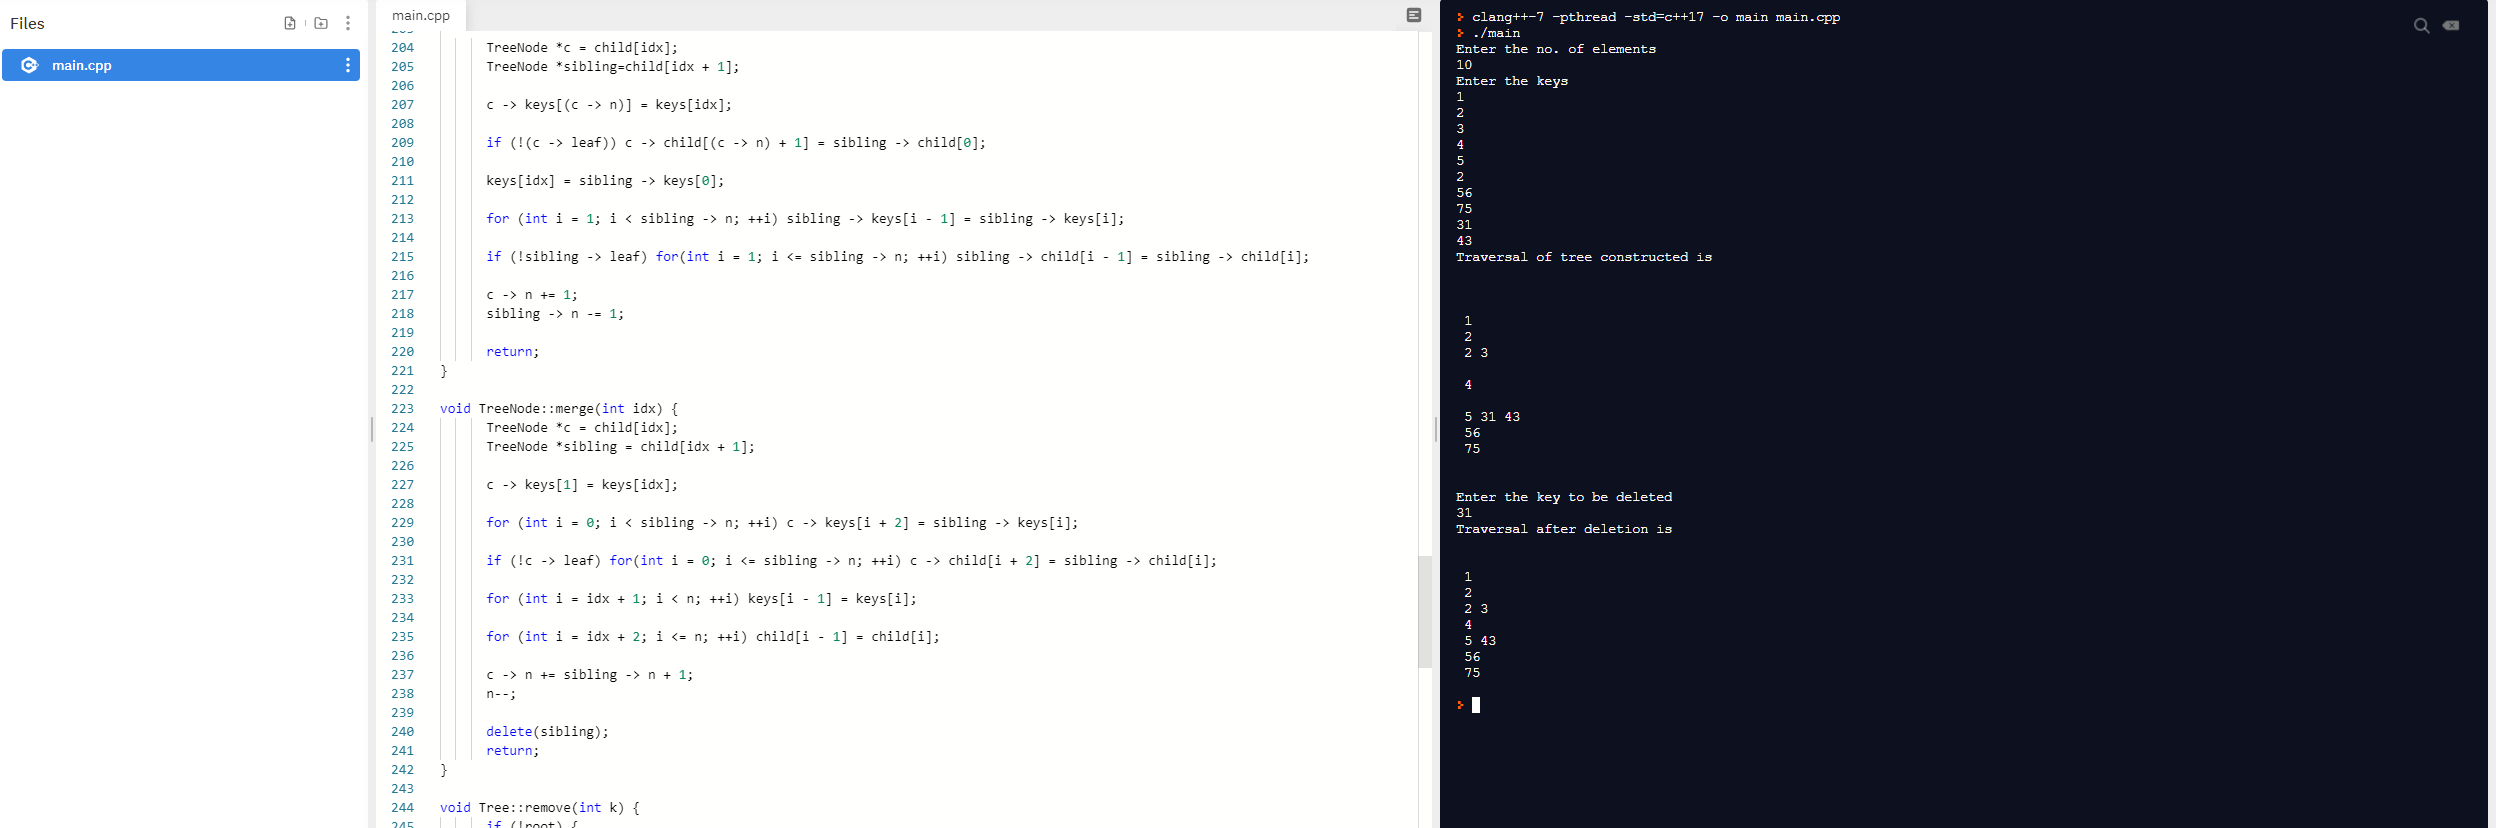 Files
main.cpp
main.cpp
204 TreeNode *c = child[idx];
205 TreeNode *sibling=child[idx + 1];
206
207 c -> keys[(c -> n)] = keys[idx];
208
209 if (!(c -> leaf)) c -> child[(c -> n) + 1] = sibling -> child[0];
210
211 keys[idx] = sibling -> keys[0];
212
213 for (int i = 1; i < sibling -> n; ++i) sibling -> keys[i - 1] = sibling -> keys[i];
214
215 if (!sibling -> leaf) for(int i = 1; i <= sibling -> n; ++i) sibling -> child[i - 1] = sibling -> child[i];
216
217 c -> n += 1;
218 sibling -> n -= 1;
219
220 return;
221 }
222
223 void TreeNode::merge(int idx) {
224 TreeNode *c = child[idx];
225 TreeNode *sibling = child[idx + 1];
226
227 c -> keys[1] = keys[idx];
228
229 for (int i = 0; i < sibling -> n; ++i) c -> keys[i + 2] = sibling -> keys[i];
230
231 if (!c -> leaf) for(int i = 0; i <= sibling -> n; ++i) c -> child[i + 2] = sibling -> child[i];
232
233 for (int i = idx + 1; i < n; ++i) keys[i - 1] = keys[i];
234
235 for (int i = idx + 2; i <= n; ++i) child[i - 1] = child[i];
236
237 c -> n += sibling -> n + 1;
238 n--;
239
240 delete(sibling);
241 return;
242 }
243
244 void Tree::remove(int k) {
245 if (!root) {
clang++-7 -pthread -std=c++17 -o main main.cpp
./main
Enter the no. of elements
10
Enter the keys
1
2
3
4
5
2
56
75
31
43
Traversal of tree constructed is
1
2
2 3
4
5 31 43
56
75
Enter the key to be deleted
31
Traversal after deletion is
1
2
2 3
4
5 43
56
75